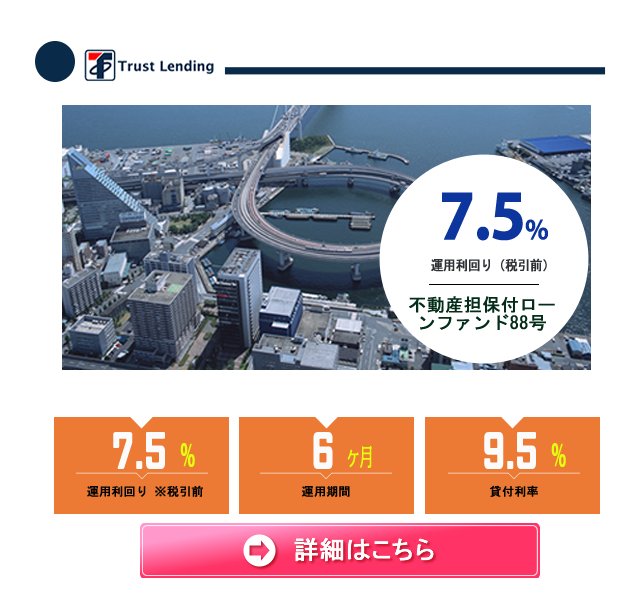 Trust Lending
7.5%
運用利回り（税引前）
不動産担保付ロー
ンファンド88号
7.5 %
運用利回り ※税引前
6 ヶ月
運用期間
9.5 %
貸付利率
詳細はこちら